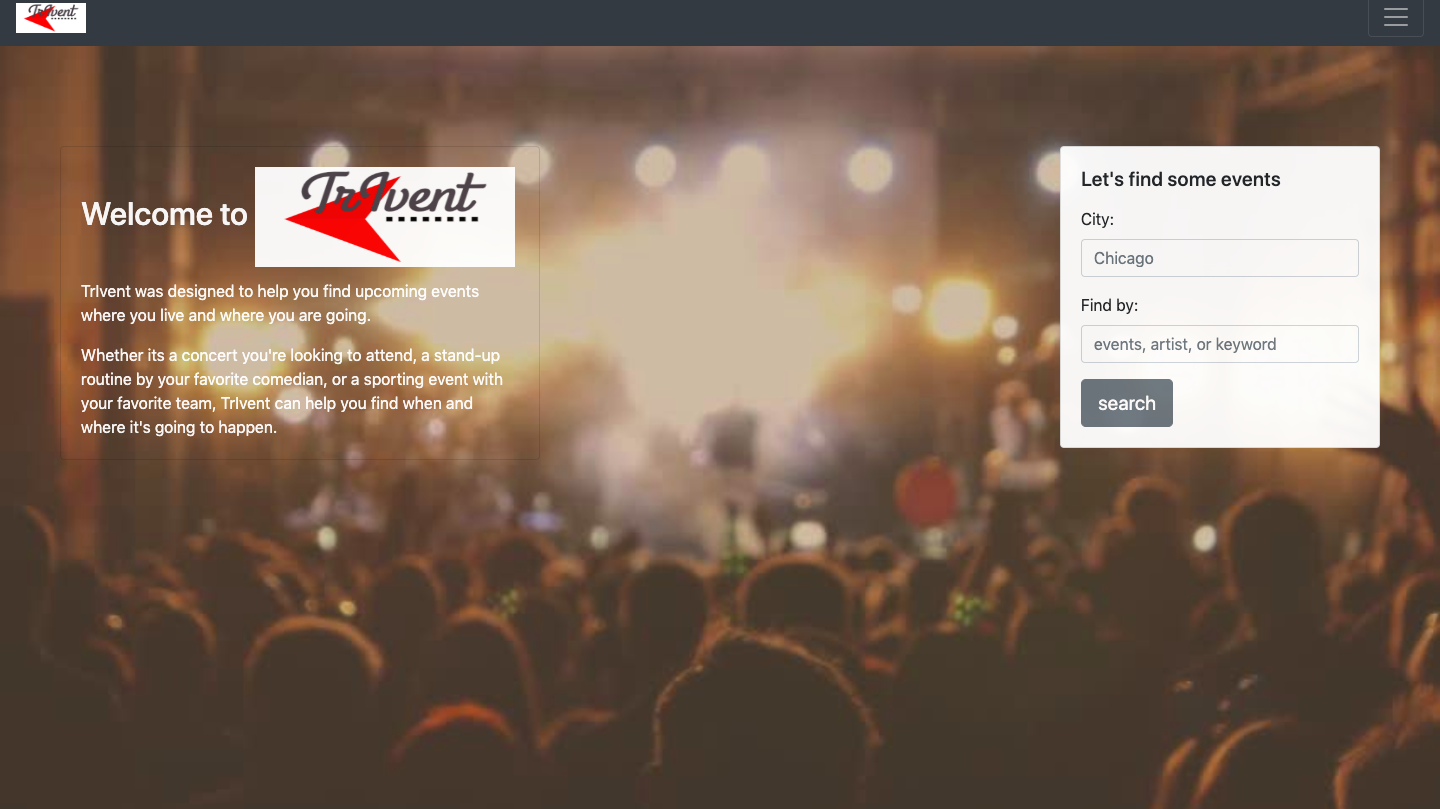 TrIvent
Welcome to TrIvent
TrIvent was designed to help you find upcoming events
where you live and where you are going.
Whether its a concert you're looking to attend, a stand-up
routine by your favorite comedian, or a sporting event with
your favorite team, TrIvent can help you find when and
where it's going to happen.
Let's find some events
City:
Chicago
Find by:
events, artist, or keyword
search